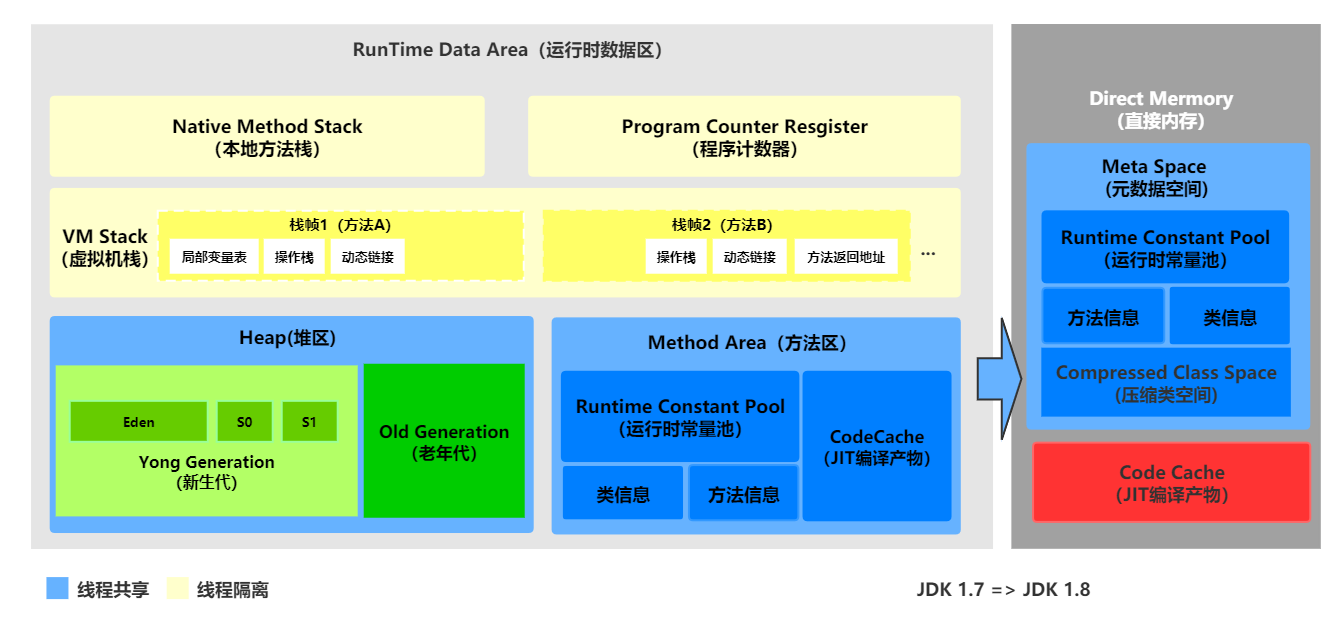 RunTime Data Area（运行时数据区）
Native Method Stack
（本地方法栈）
Program Counter Resgister
（程序计数器）
VM Stack
（虚拟机栈）
栈帧1（方法A）
局部变量表
操作栈
动态链接
栈帧2（方法B）
操作栈
动态链接
方法返回地址
...
Heap(堆区)
Eden
S0
S1
Yong Generation
（新生代）
Old Generation
（老年代）
Method Area（方法区）
Runtime Constant Pool
（运行时常量池）
类信息
方法信息
CodeCache
（JIT编译产物）
Direct Mermory
（直接内存）
Meta Space
（元数据空间）
Runtime Constant Pool
（运行时常量池）
方法信息
类信息
Compressed Class Space
（压缩类空间）
Code Cache
（JIT编译产物）
线程共享
线程隔离
JDK 1.7 => JDK 1.8